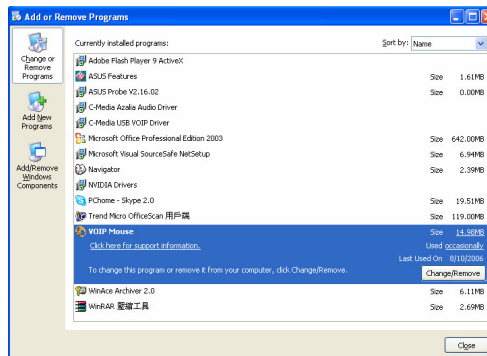 Add or Remove Programs
Change or Remove Programs
Add New Programs
Add/Remove Windows Components
Currently installed programs:
Sort by: Name
Adobe Flash Player 9 ActiveX
ASUS Features Size 1.61MB
ASUS Probe V2.16.02 Size 0.00MB
C-Media Azalia Audio Driver
C-Media USB VOIP Driver
Microsoft Office Professional Edition 2003 Size 642.00MB
Microsoft Visual SourceSafe NetSetup Size 6.94MB
Navigator Size 2.39MB
NVIDIA Drivers
PChome - Skype 2.0 Size 19.51MB
Trend Micro OfficeScan 用戶端 Size 119.00MB
VOIP Mouse Size 14.98MB
Click here for support information. Used occasionally
Last Used On 8/10/2006
To change this program or remove it from your computer, click Change/Remove. Change/Remove
WinAce Archiver 2.0 Size 6.11MB
WinRAR 壓縮工具 Size 2.69MB
Close